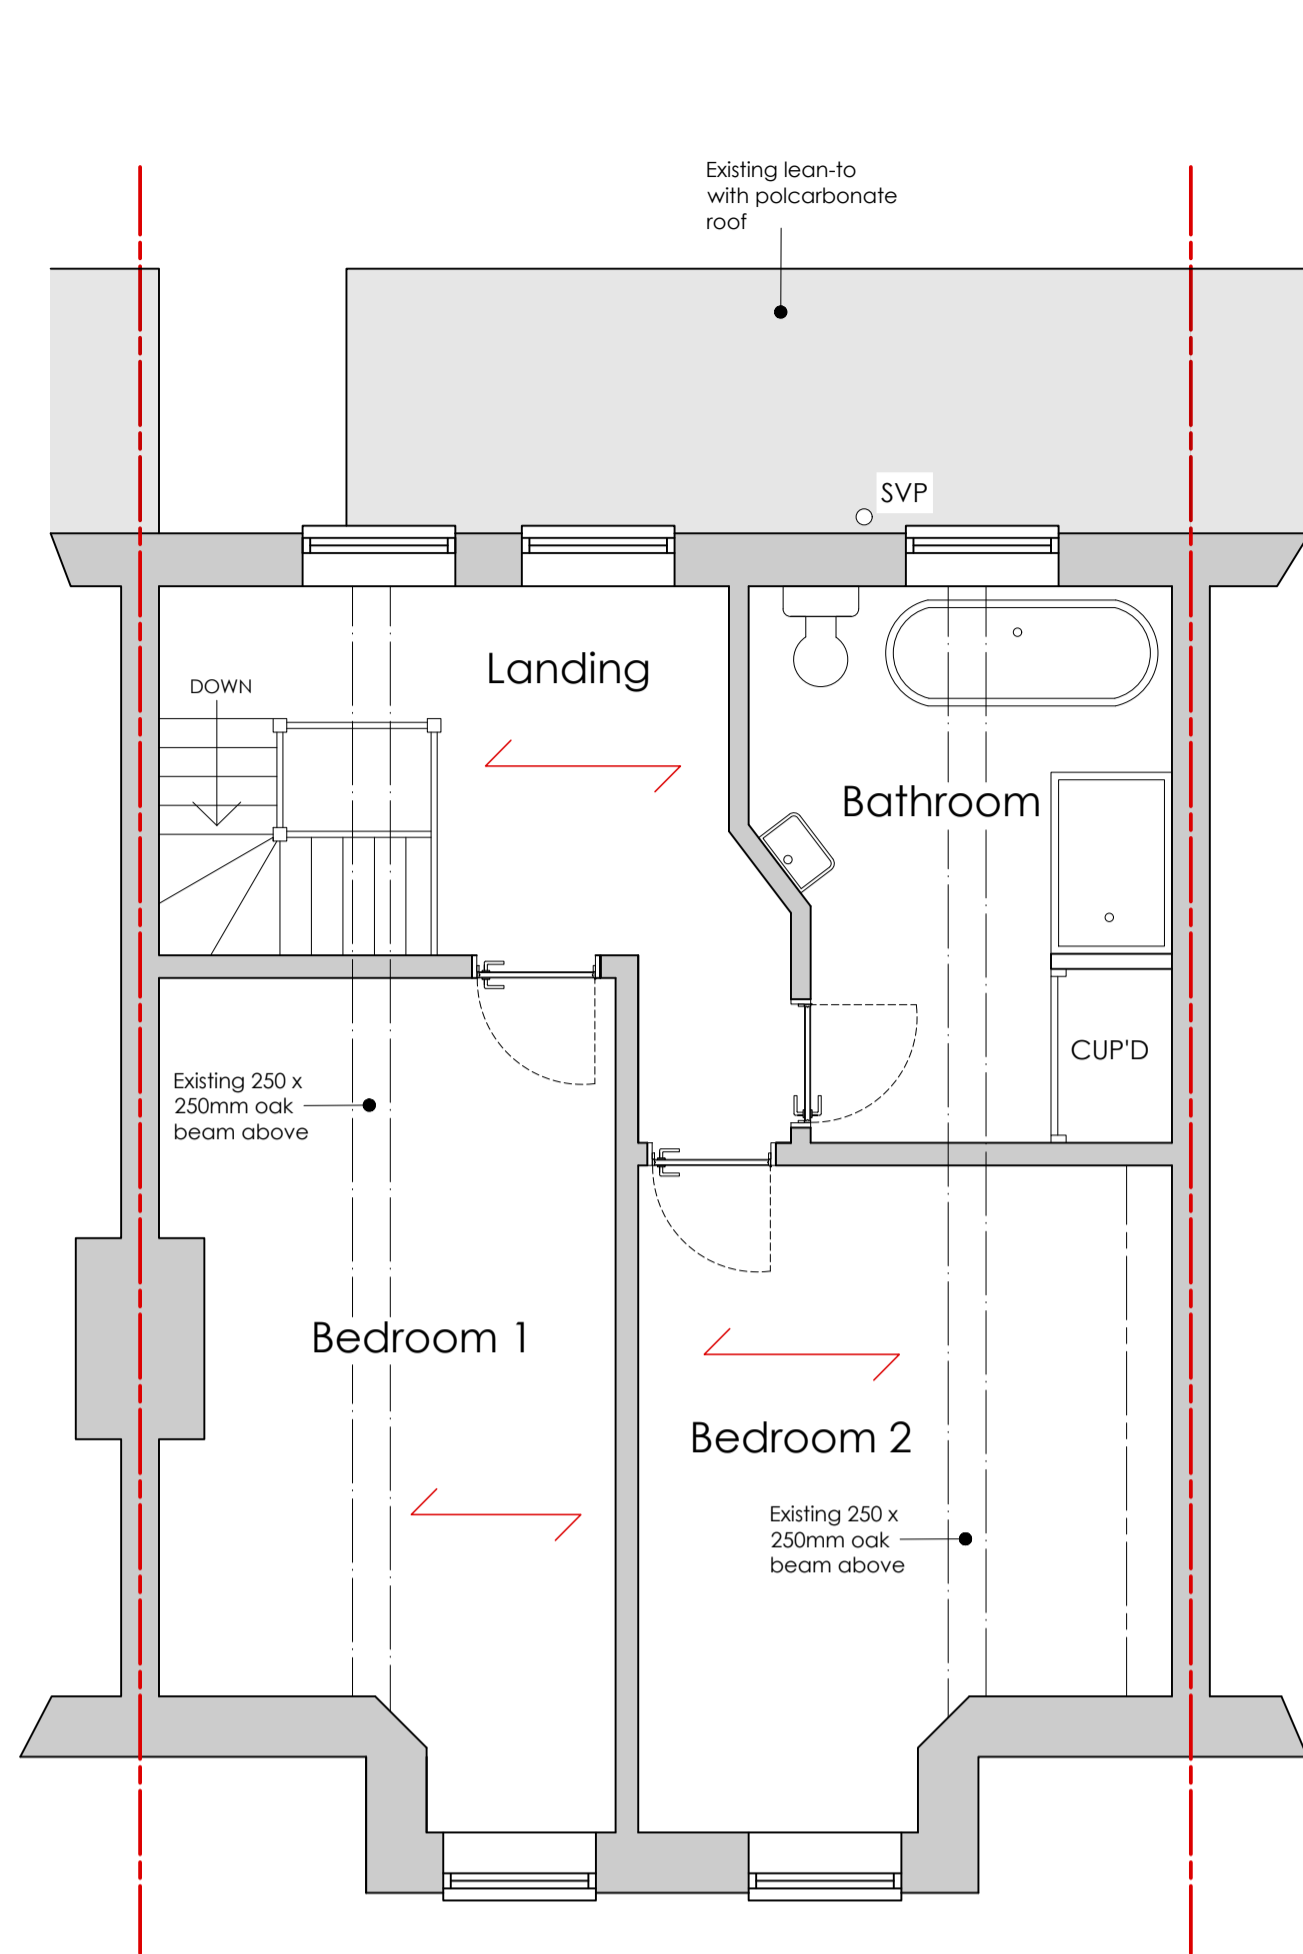 Existing lean-to
with polcarbonate
roof
SVP
Landing
DOWN
Bathroom
CUP'D
Existing 250 x
250mm oak
beam above
Bedroom 1
Bedroom 2
Existing 250 x
250mm oak
beam above